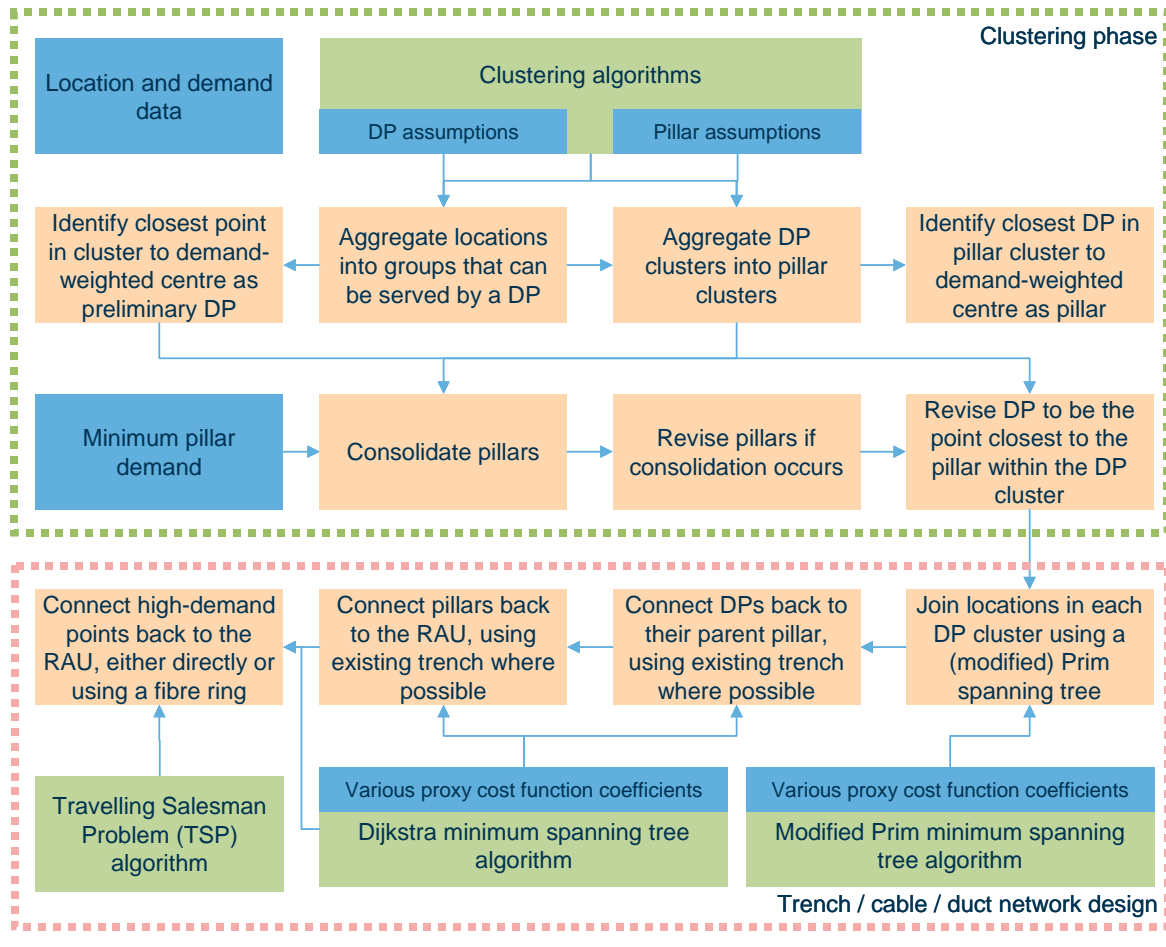 Clustering phase
Location and demand
data
Clustering algorithms
DP assumptions
Pillar assumptions
Identify closest point
in cluster to demand-
weighted centre as
preliminary DP
Aggregate locations
into groups that can
be served by a DP
Aggregate DP
clusters into pillar
clusters
Identify closest DP in
pillar cluster to
demand-weighted
centre as pillar
Minimum pillar
demand
Consolidate pillars
Revise pillars if
consolidation occurs
Revise DP to be the
point closest to the
pillar within the DP
cluster
Connect high-demand
points back to the
RAU, either directly or
using a fibre ring
Connect pillars back
to the RAU, using
existing trench where
possible
Connect DPs back to
their parent pillar,
using existing trench
where possible
Join locations in each
DP cluster using a
(modified) Prim
spanning tree
Travelling Salesman
Problem (TSP)
algorithm
Various proxy cost function coefficients
Dijkstra minimum spanning tree
algorithm
Various proxy cost function coefficients
Modified Prim minimum spanning
tree algorithm
Trench / cable / duct network design